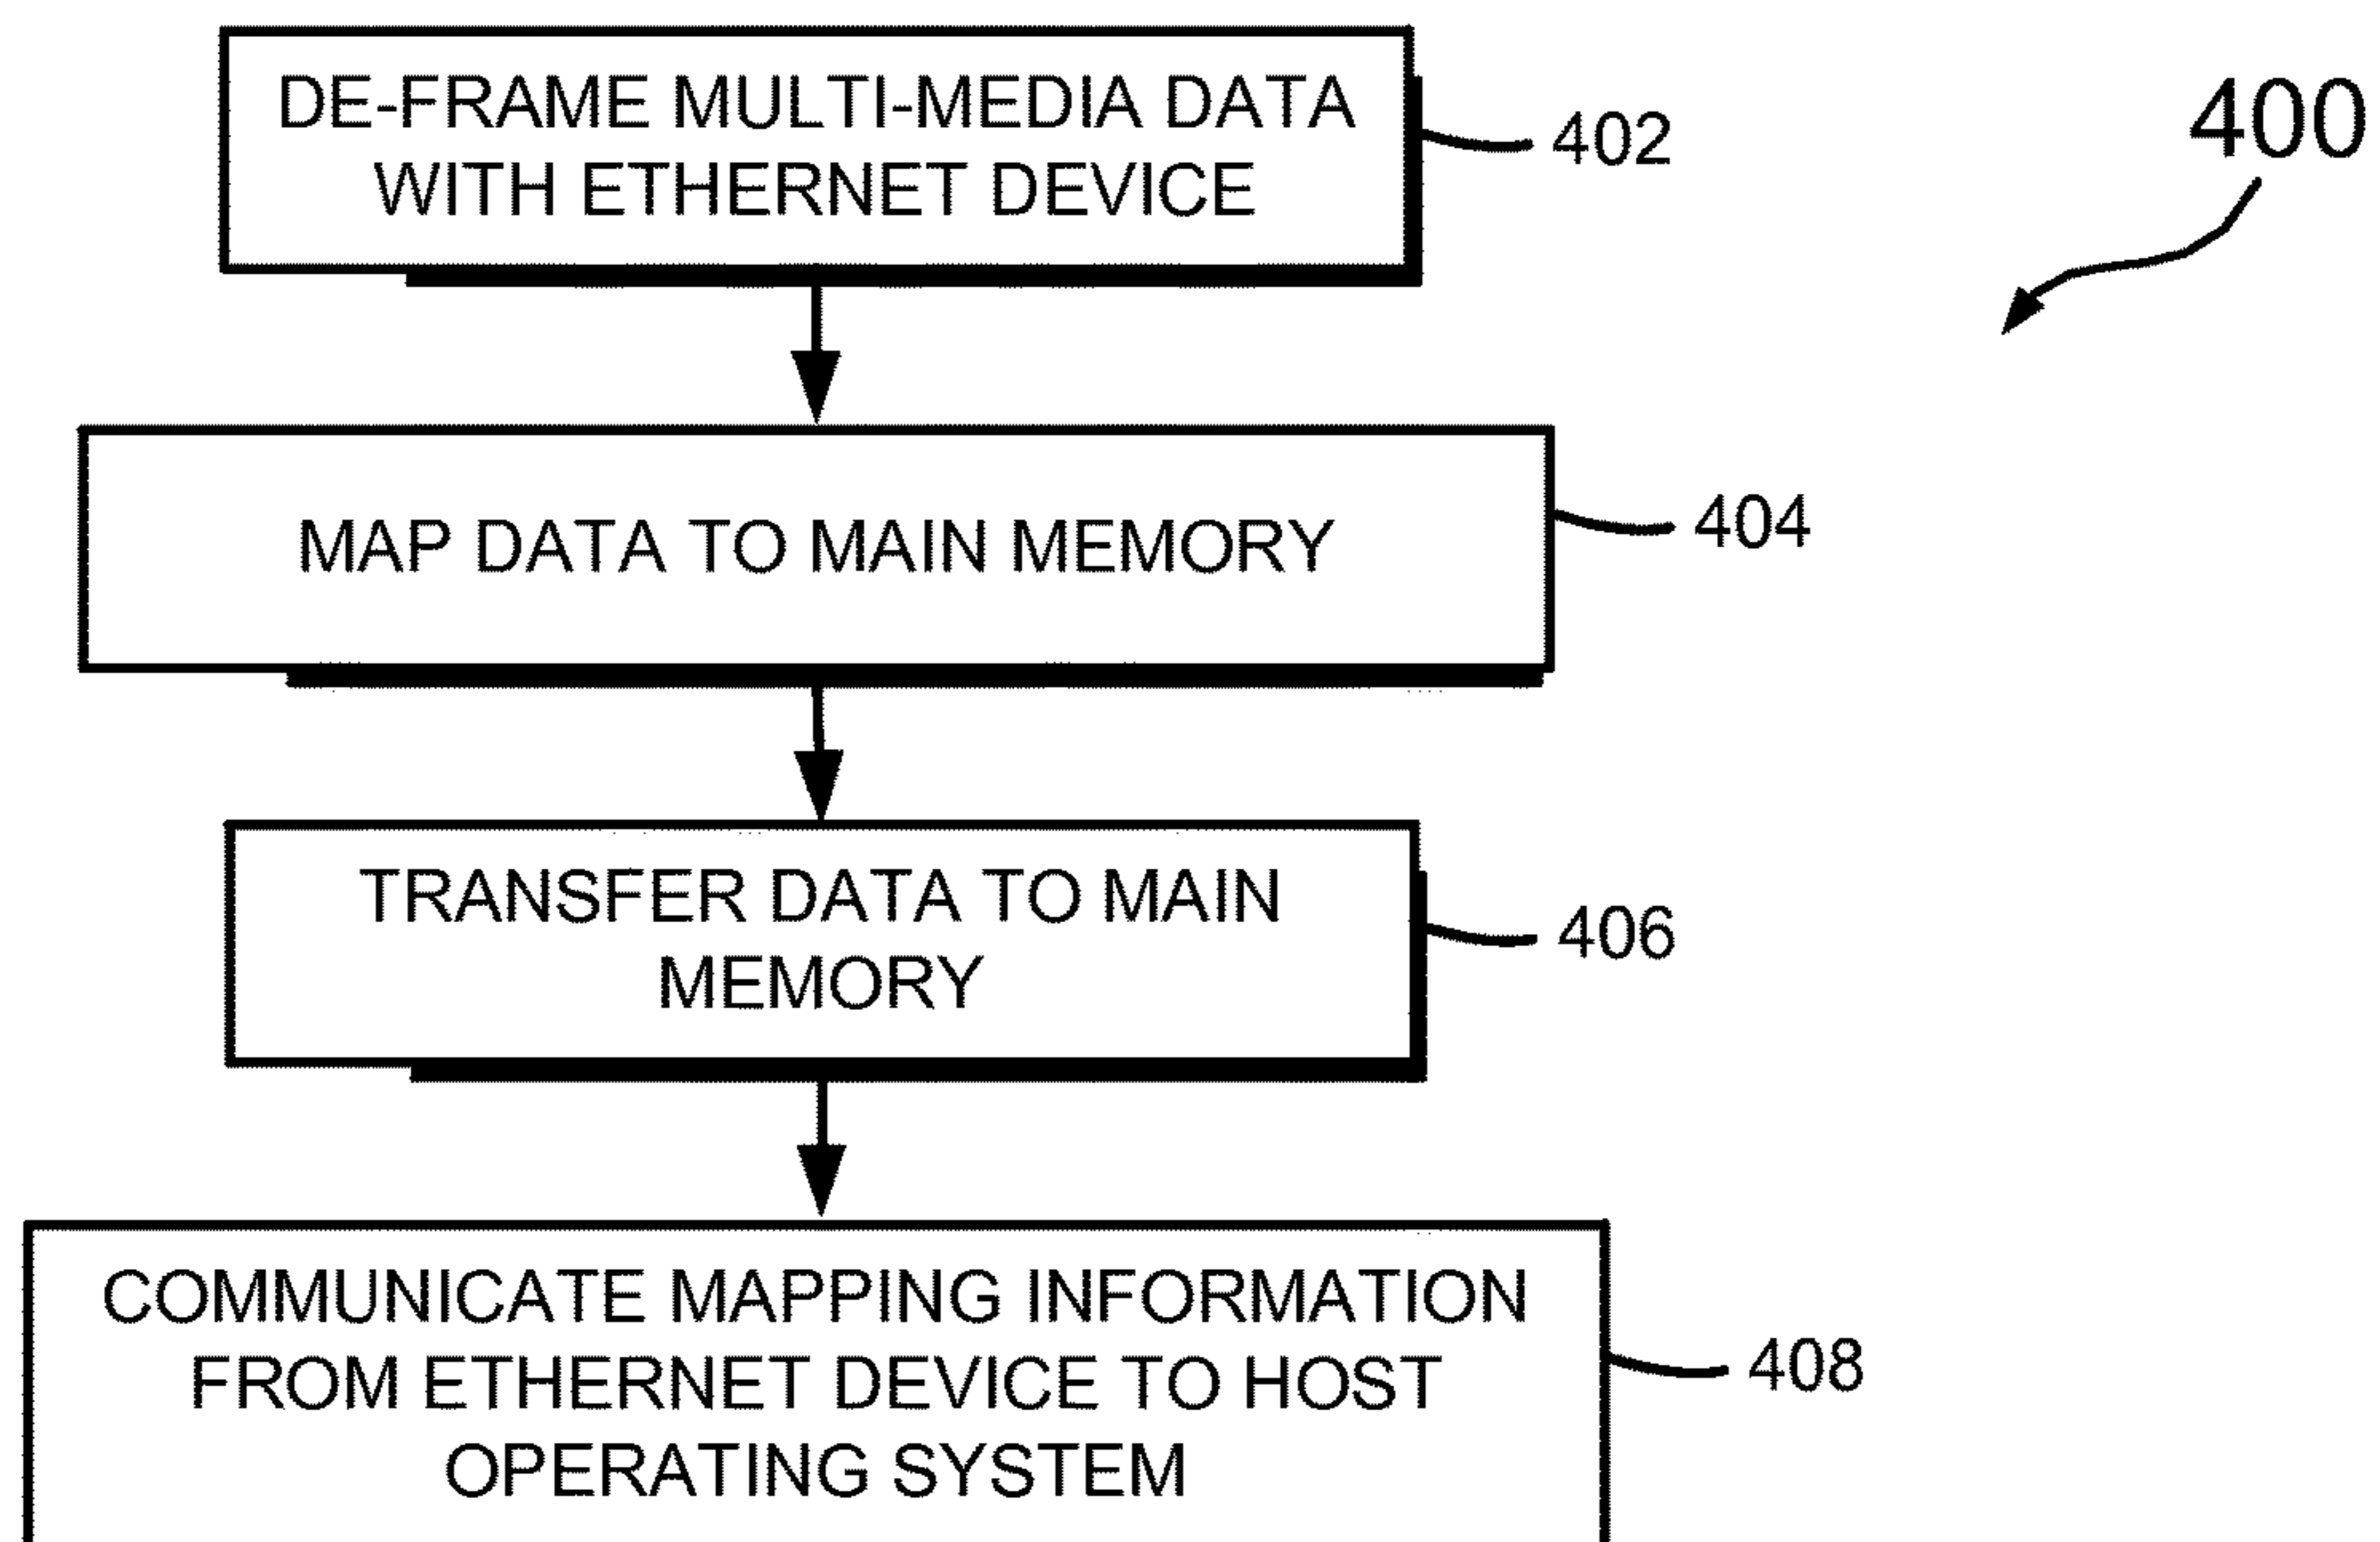 DE-FRAME MULTI-MEDIA DATA
WITH ETHERNET DEVICE
402
400
MAP DATA TO MAIN MEMORY
404
TRANSFER DATA TO MAIN
MEMORY
406
COMMUNICATE MAPPING INFORMATION
FROM ETHERNET DEVICE TO HOST
OPERATING SYSTEM
408